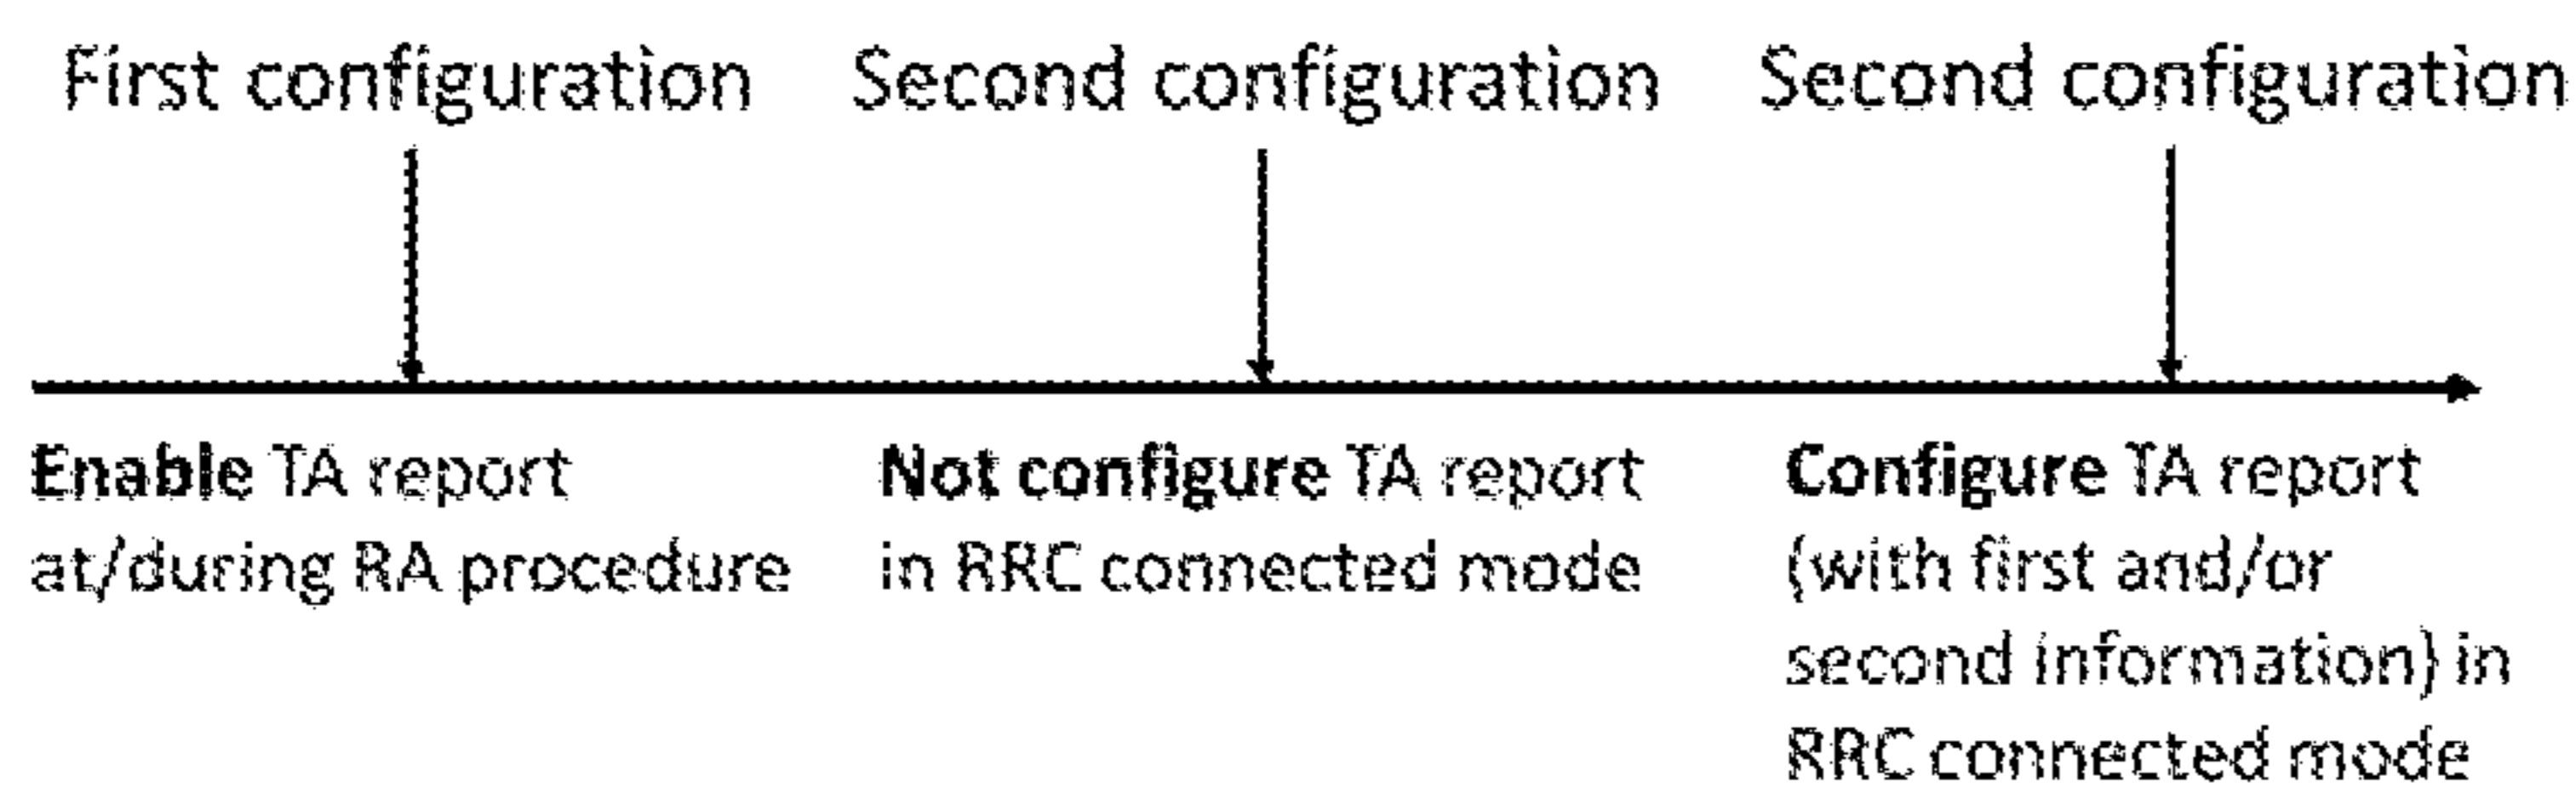 First configuration
Second configuration
Second configuration
Enable TA report
at/during RA procedure
Not configure TA report
in RRC connected mode
Configure TA report
(with first and/or
second information) in
RRC connected mode